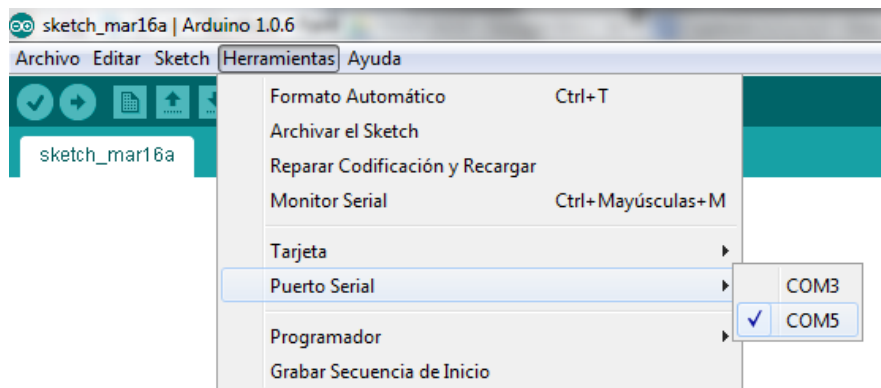 sketch_mar16a | Arduino 1.0.6
Archivo Editar Sketch Herramientas Ayuda
sketch_mar16a
Formato Automático Ctrl+T
Archivar el Sketch
Reparar Codificación y Recargar
Monitor Serial Ctrl+Mayúsculas+M
Tarjeta
Puerto Serial
COM3
COM5
Programador
Grabar Secuencia de Inicio